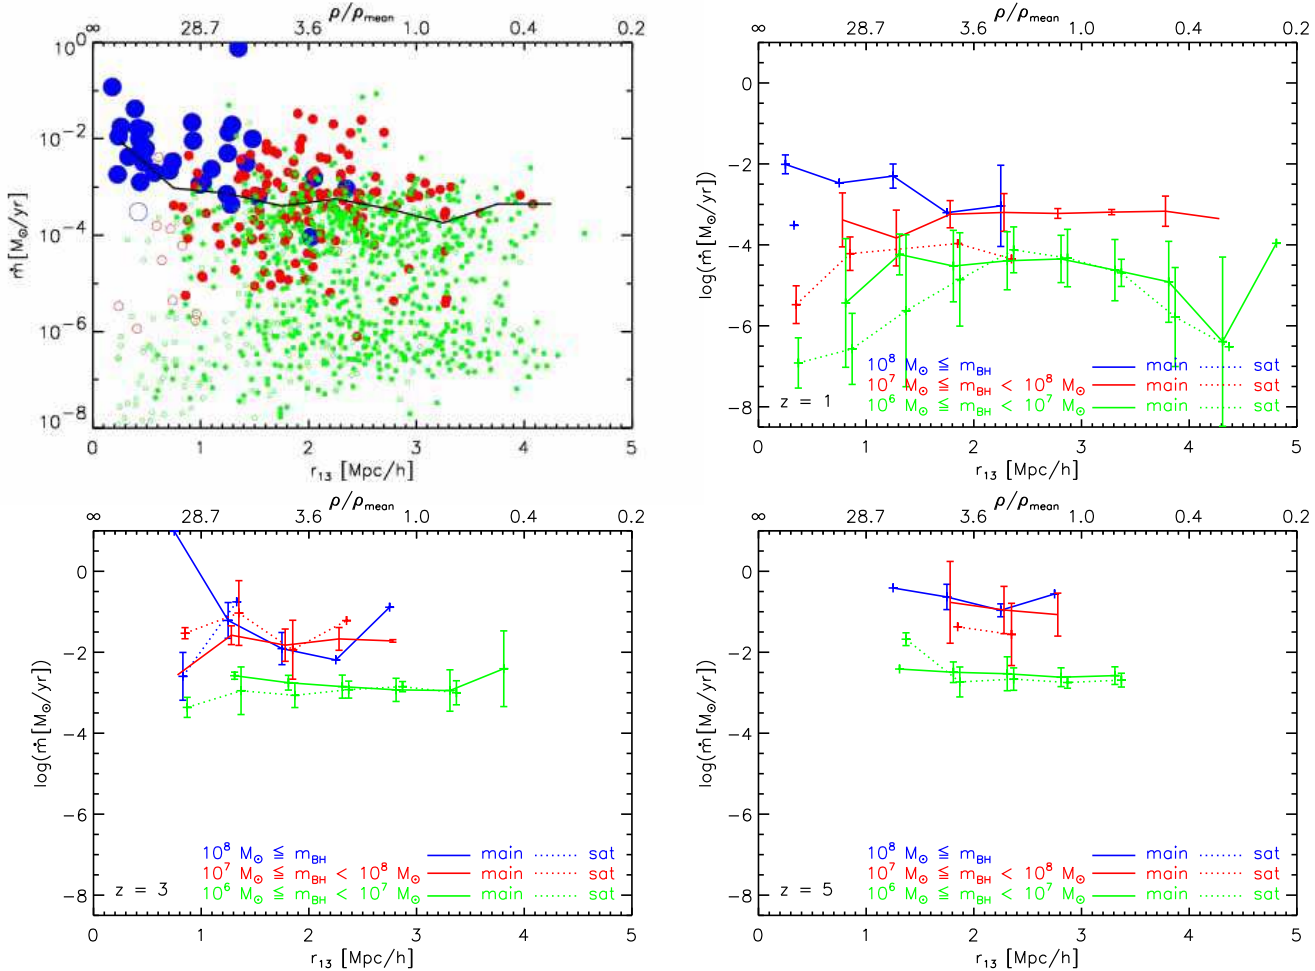 ρ/ρmean
∞ 28.7 3.6 1.0 0.4 0.2
10^0
10^-2
10^-4
10^-6
10^-8
ṁ[M⊙/yr]
0 1 2 3 4 5
r13 [Mpc/h]
ρ/ρmean
∞ 28.7 3.6 1.0 0.4 0.2
0
-2
-4
-6
-8
log(ṁ[M⊙/yr])
10^8 M⊙ ≦ mBH main sat
10^7 M⊙ ≦ mBH < 10^8 M⊙ main sat
10^6 M⊙ ≦ mBH < 10^7 M⊙ main sat
z = 1
0 1 2 3 4 5
r13 [Mpc/h]
ρ/ρmean
∞ 28.7 3.6 1.0 0.4 0.2
0
-2
-4
-6
-8
log(ṁ[M⊙/yr])
10^8 M⊙ ≦ mBH main sat
10^7 M⊙ ≦ mBH < 10^8 M⊙ main sat
10^6 M⊙ ≦ mBH < 10^7 M⊙ main sat
z = 3
0 1 2 3 4 5
r13 [Mpc/h]
ρ/ρmean
∞ 28.7 3.6 1.0 0.4 0.2
0
-2
-4
-6
-8
log(ṁ[M⊙/yr])
10^8 M⊙ ≦ mBH main sat
10^7 M⊙ ≦ mBH < 10^8 M⊙ main sat
10^6 M⊙ ≦ mBH < 10^7 M⊙ main sat
z = 5
0 1 2 3 4 5
r13 [Mpc/h]